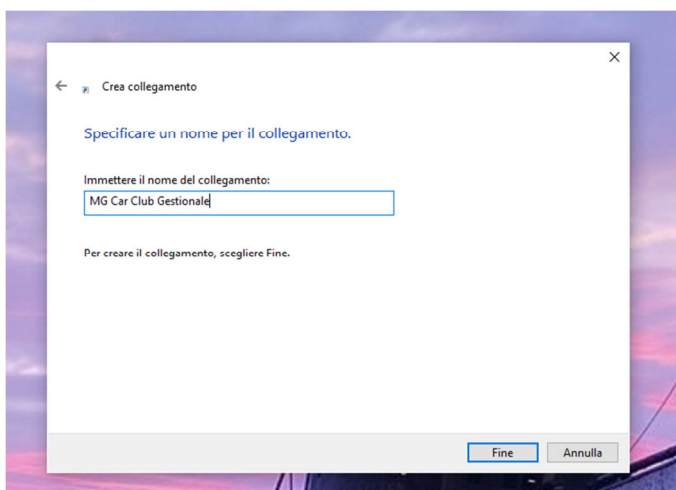 Crea collegamento
Specificare un nome per il collegamento.
Immettere il nome del collegamento:
MG Car Club Gestionale
Per creare il collegamento, scegliere Fine.
Fine Annulla